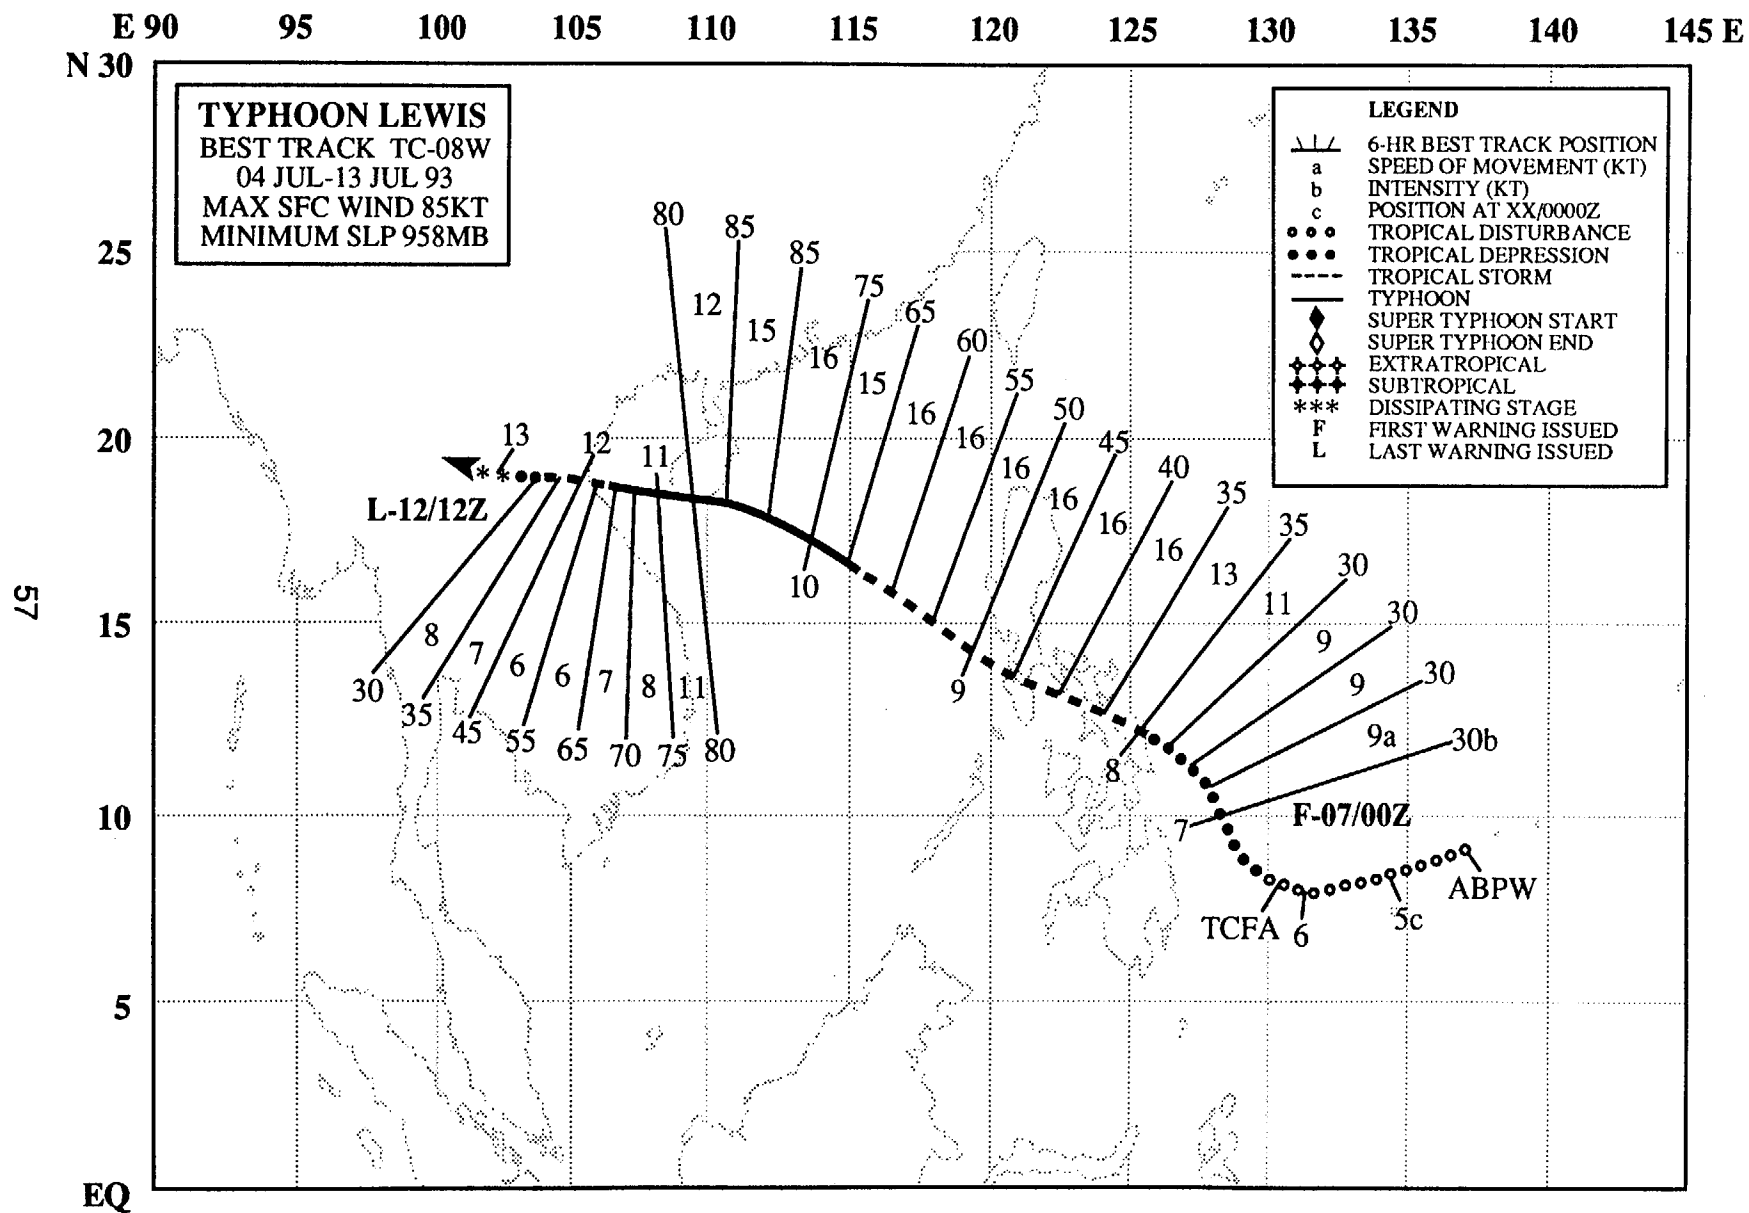 E 90 95 100 105 110 115 120 125 130 135 140 145 E
N 30
25
20
15
10
5
EQ
57
TYPHOON LEWIS
BEST TRACK TC-08W
04 JUL-13 JUL 93
MAX SFC WIND 85KT
MINIMUM SLP 958MB
LEGEND
6-HR BEST TRACK POSITION
a SPEED OF MOVEMENT (KT)
b INTENSITY (KT)
c POSITION AT XX/0000Z
TROPICAL DISTURBANCE
TROPICAL DEPRESSION
TROPICAL STORM
TYPHOON
SUPER TYPHOON START
SUPER TYPHOON END
EXTRATROPICAL
SUBTROPICAL
*** DISSIPATING STAGE
F FIRST WARNING ISSUED
L LAST WARNING ISSUED
80 85 85 75 65 60 55 50 45 40 35 35 30 30 30 30b
12 15 16 15 16 16 16 16 16 16 13 11 9 9 9a
13 12 11
** 
L-12/12Z
10 9 8 7
8 7 6 6 7 8 11
30 35 45 55 65 70 75 80
F-07/00Z
TCFA 6 5c ABPW